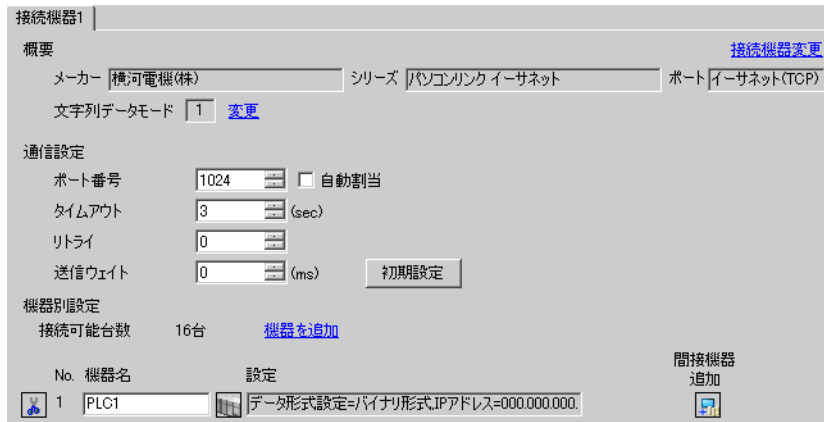 接続機器1
概要 接続機器変更
メーカー 横河電機(株) シリーズ パソコンリンク イーサネット ポート イーサネット(TCP)
文字列データモード 1 変更
通信設定
ポート番号 1024 自動割当
タイムアウト 3 (sec)
リトライ 0
送信ウェイト 0 (ms) 初期設定
機器別設定
接続可能台数 16台 機器を追加
間接機器
No. 機器名 設定 追加
1 PLC1 データ形式設定=バイナリ形式,IPアドレス=000.000.000.